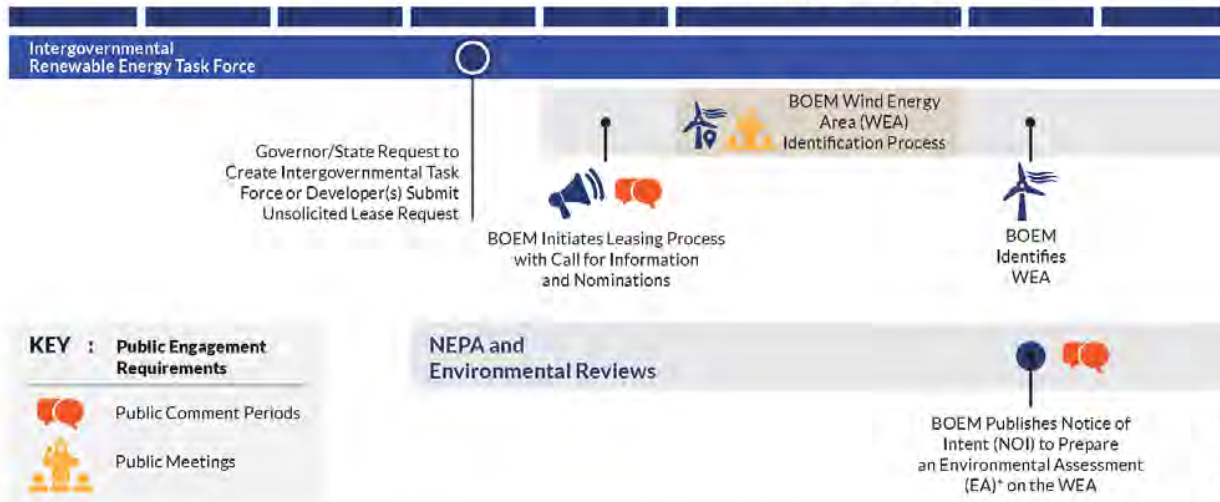 Intergovernmental
Renewable Energy Task Force
Governor/State Request to
Create Intergovernmental Task
Force or Developer(s) Submit
Unsolicited Lease Request
BOEM Initiates Leasing Process
with Call for Information
and Nominations
BOEM Wind Energy
Area (WEA)
Identification Process
BOEM
Identifies
WEA
KEY : Public Engagement
Requirements
Public Comment Periods
Public Meetings
NEPA and
Environmental Reviews
BOEM Publishes Notice of
Intent (NOI) to Prepare
an Environmental Assessment
(EA)* on the WEA